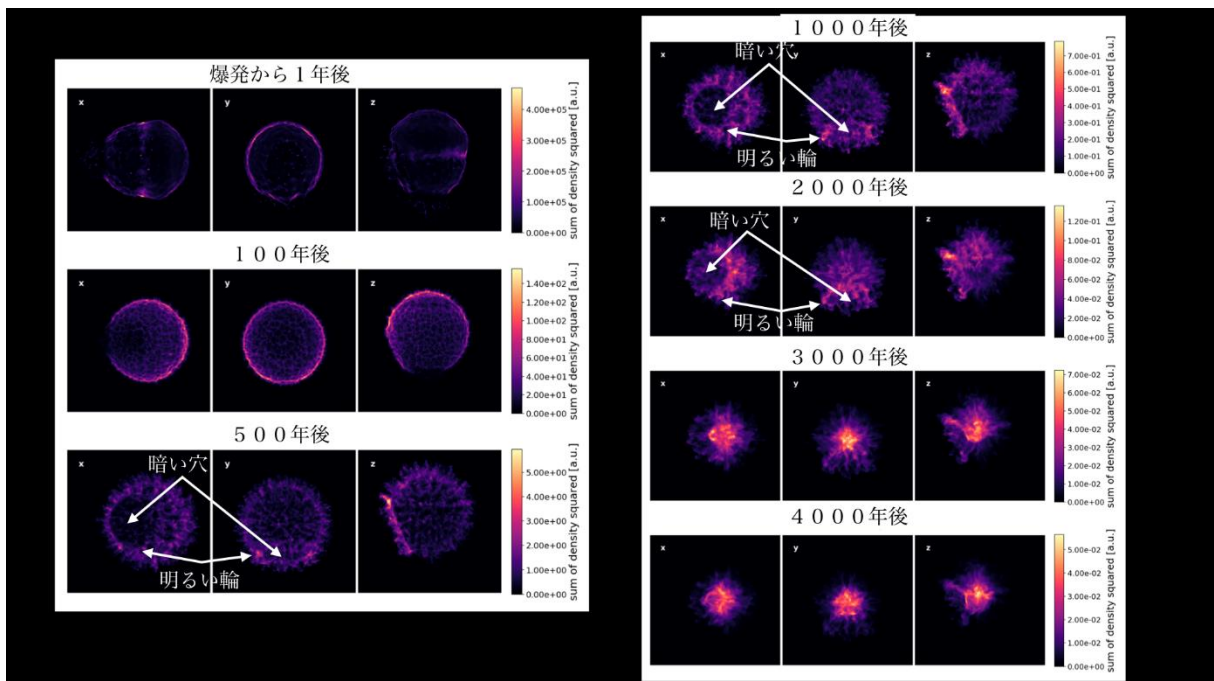 爆発から１年後
x
y
z
4.00e+05
3.00e+05
2.00e+05
1.00e+05
0.00e+00
sum of density squared [a.u.]
１００年後
x
y
z
1.40e+02
1.20e+02
1.00e+02
8.00e+01
6.00e+01
4.00e+01
2.00e+01
0.00e+00
sum of density squared [a.u.]
５００年後
x
y
z
暗い穴
明るい輪
5.00e+00
4.00e+00
3.00e+00
2.00e+00
1.00e+00
0.00e+00
sum of density squared [a.u.]
１０００年後
x
y
z
暗い穴
明るい輪
7.00e-01
6.00e-01
5.00e-01
4.00e-01
3.00e-01
2.00e-01
1.00e-01
0.00e+00
sum of density squared [a.u.]
２０００年後
x
y
z
暗い穴
明るい輪
1.20e-01
1.00e-01
8.00e-02
6.00e-02
4.00e-02
2.00e-02
0.00e+00
sum of density squared [a.u.]
３０００年後
x
y
z
7.00e-02
6.00e-02
5.00e-02
4.00e-02
3.00e-02
2.00e-02
1.00e-02
0.00e+00
sum of density squared [a.u.]
４０００年後
x
y
z
5.00e-02
4.00e-02
3.00e-02
2.00e-02
1.00e-02
0.00e+00
sum of density squared [a.u.]